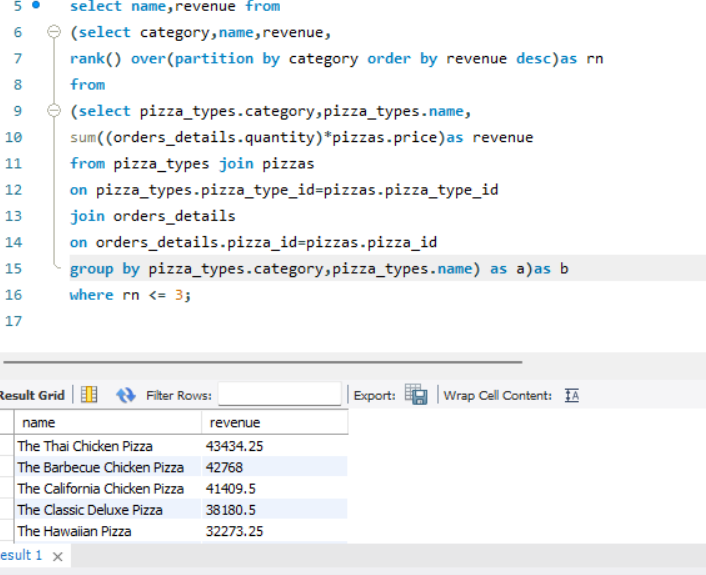 5 select name,revenue from
6 (select category,name,revenue,
7 rank() over(partition by category order by revenue desc)as rn
8 from
9 (select pizza_types.category,pizza_types.name,
10 sum((orders_details.quantity)*pizzas.price)as revenue
11 from pizza_types join pizzas
12 on pizza_types.pizza_type_id=pizzas.pizza_type_id
13 join orders_details
14 on orders_details.pizza_id=pizzas.pizza_id
15 group by pizza_types.category,pizza_types.name) as a)as b
16 where rn <= 3;
17
Result Grid Filter Rows: Export: Wrap Cell Content: IA
name revenue
The Thai Chicken Pizza 43434.25
The Barbecue Chicken Pizza 42768
The California Chicken Pizza 41409.5
The Classic Deluxe Pizza 38180.5
The Hawaiian Pizza 32273.25
esult 1 ×